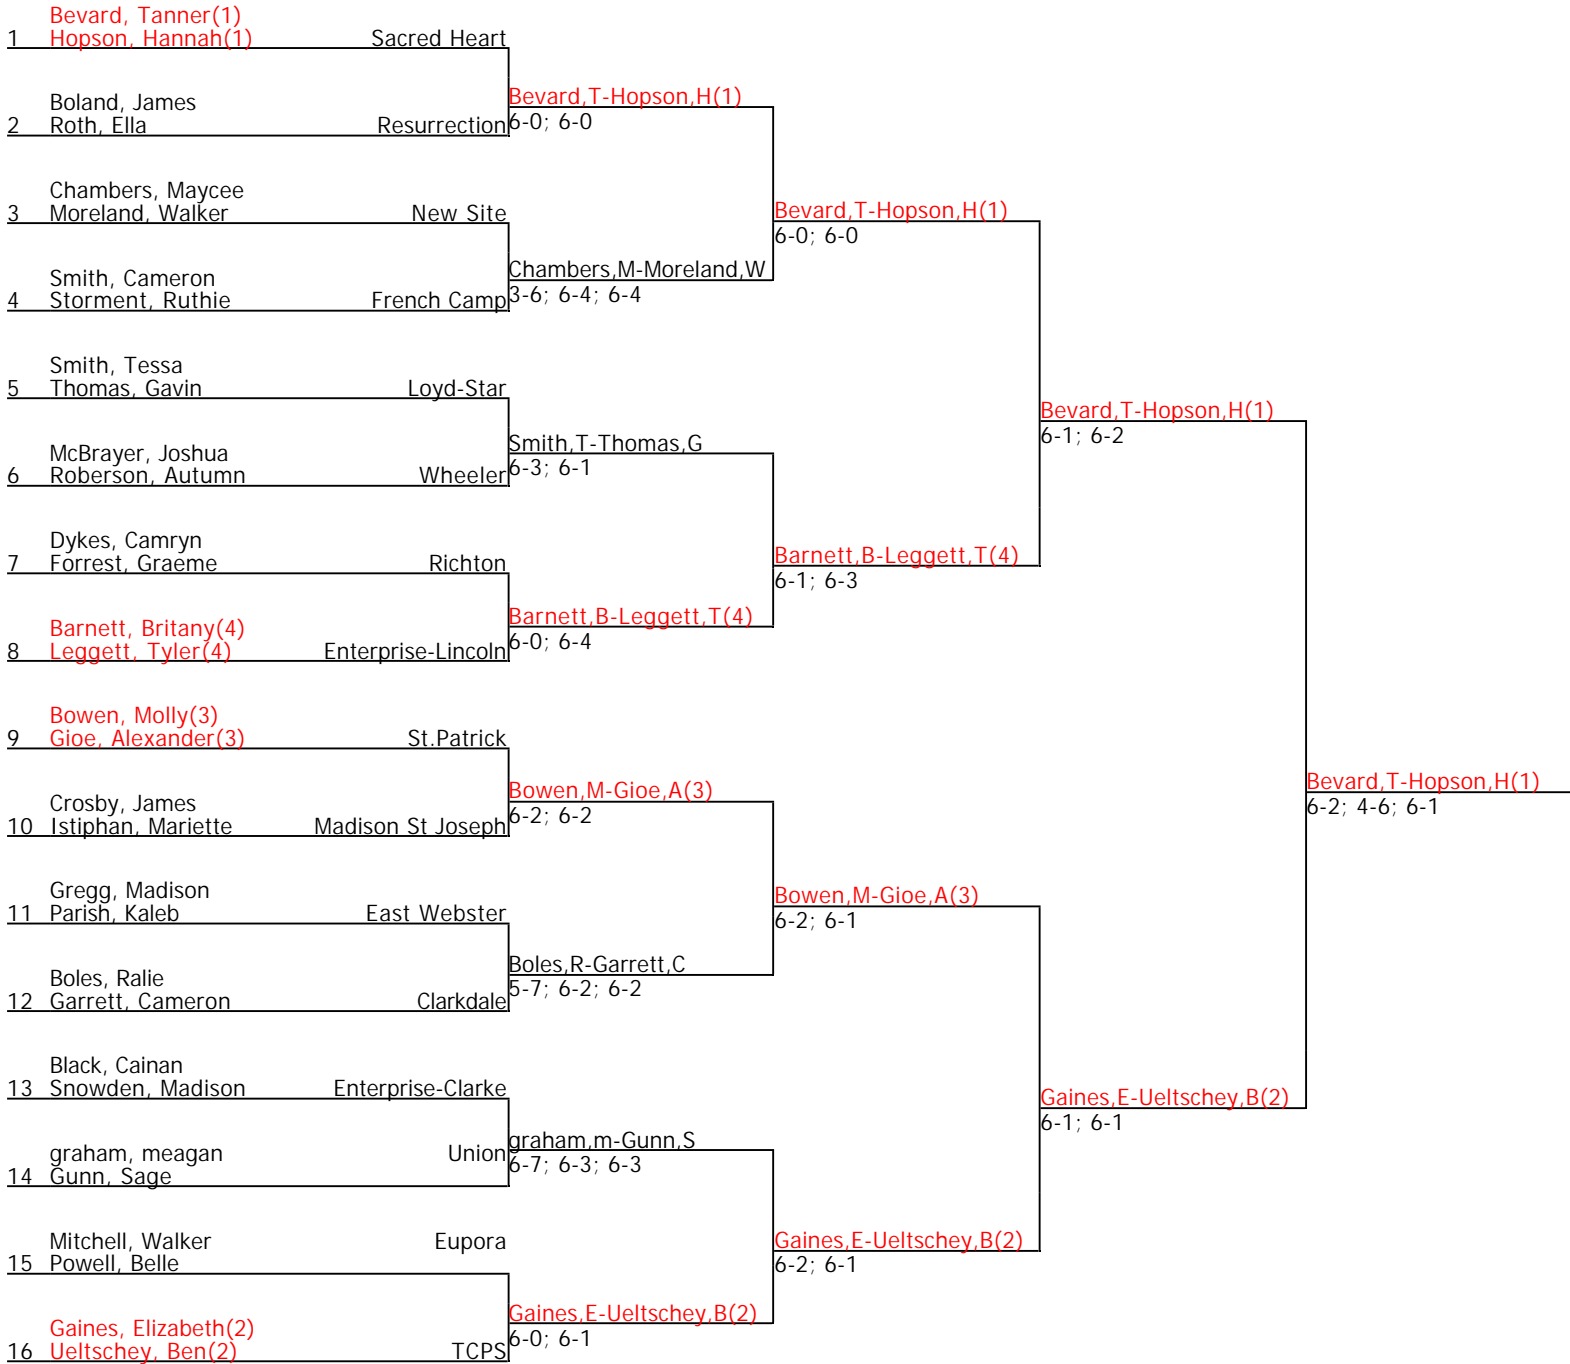 Bevard, Tanner(1)
1 Hopson, Hannah(1) Sacred Heart
Boland, James
2 Roth, Ella Resurrection
Chambers, Maycee
3 Moreland, Walker New Site
Smith, Cameron
4 Storment, Ruthie French Camp
Smith, Tessa
5 Thomas, Gavin Loyd-Star
McBrayer, Joshua
6 Roberson, Autumn Wheeler
Dykes, Camryn
7 Forrest, Graeme Richton
Barnett, Britany(4)
8 Leggett, Tyler(4) Enterprise-Lincoln
Bowen, Molly(3)
9 Gioe, Alexander(3) St.Patrick
Crosby, James
10 Istiphan, Mariette Madison St Joseph
Gregg, Madison
11 Parish, Kaleb East Webster
Boles, Ralie
12 Garrett, Cameron Clarkdale
Black, Cainan
13 Snowden, Madison Enterprise-Clarke
graham, meagan Union
14 Gunn, Sage
Mitchell, Walker Eupora
15 Powell, Belle
Gaines, Elizabeth(2)
16 Ueltschey, Ben(2) TCPS
Bevard,T-Hopson,H(1)
6-0; 6-0
Chambers,M-Moreland,W
3-6; 6-4; 6-4
Smith,T-Thomas,G
6-3; 6-1
Barnett,B-Leggett,T(4)
6-0; 6-4
Bowen,M-Gioe,A(3)
6-2; 6-2
Boles,R-Garrett,C
5-7; 6-2; 6-2
graham,m-Gunn,S
6-7; 6-3; 6-3
Gaines,E-Ueltschey,B(2)
6-0; 6-1
Bevard,T-Hopson,H(1)
6-0; 6-0
Barnett,B-Leggett,T(4)
6-1; 6-3
Bowen,M-Gioe,A(3)
6-2; 6-1
Gaines,E-Ueltschey,B(2)
6-2; 6-1
Bevard,T-Hopson,H(1)
6-1; 6-2
Gaines,E-Ueltschey,B(2)
6-1; 6-1
Bevard,T-Hopson,H(1)
6-2; 4-6; 6-1